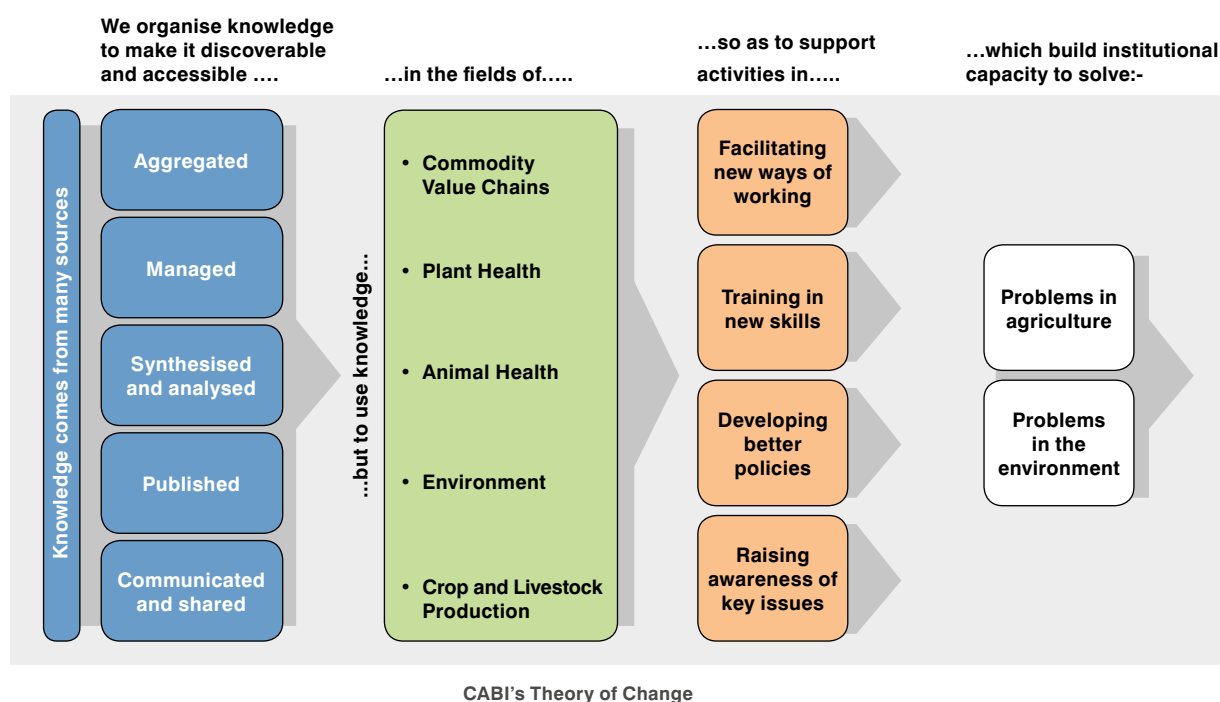 We organise knowledge
to make it discoverable
and accessible ….
…in the fields of…..
…so as to support
activities in…..
…which build institutional
capacity to solve:-
Knowledge comes from many sources
Aggregated
Managed
Synthesised
and analysed
Published
Communicated
and shared
…but to use knowledge…
• Commodity
Value Chains
• Plant Health
• Animal Health
• Environment
• Crop and Livestock
Production
Facilitating
new ways of
working
Training in
new skills
Developing
better
policies
Raising
awareness of
key issues
Problems in
agriculture
Problems
in the
environment
CABI’s Theory of Change